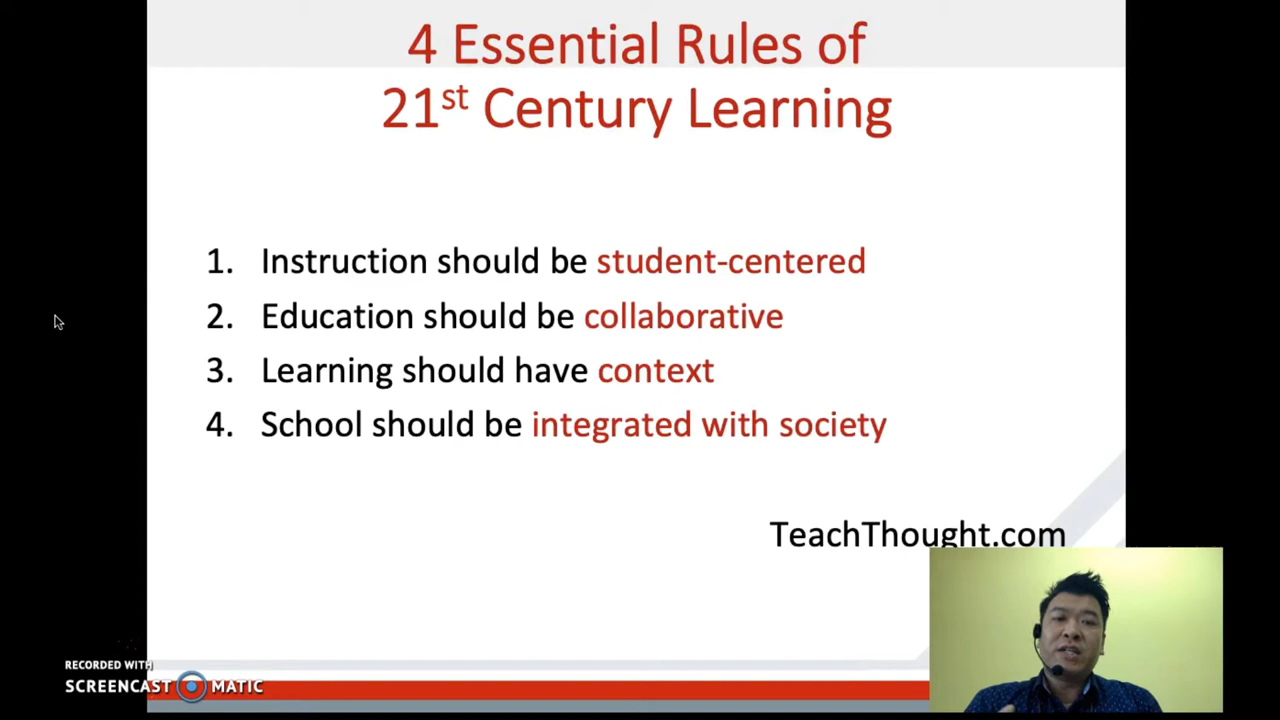 4 Essential Rules of
21st Century Learning
1. Instruction should be student-centered
2. Education should be collaborative
3. Learning should have context
4. School should be integrated with society
TeachThought.com
RECORDED WITH
SCREENCAST MATIC